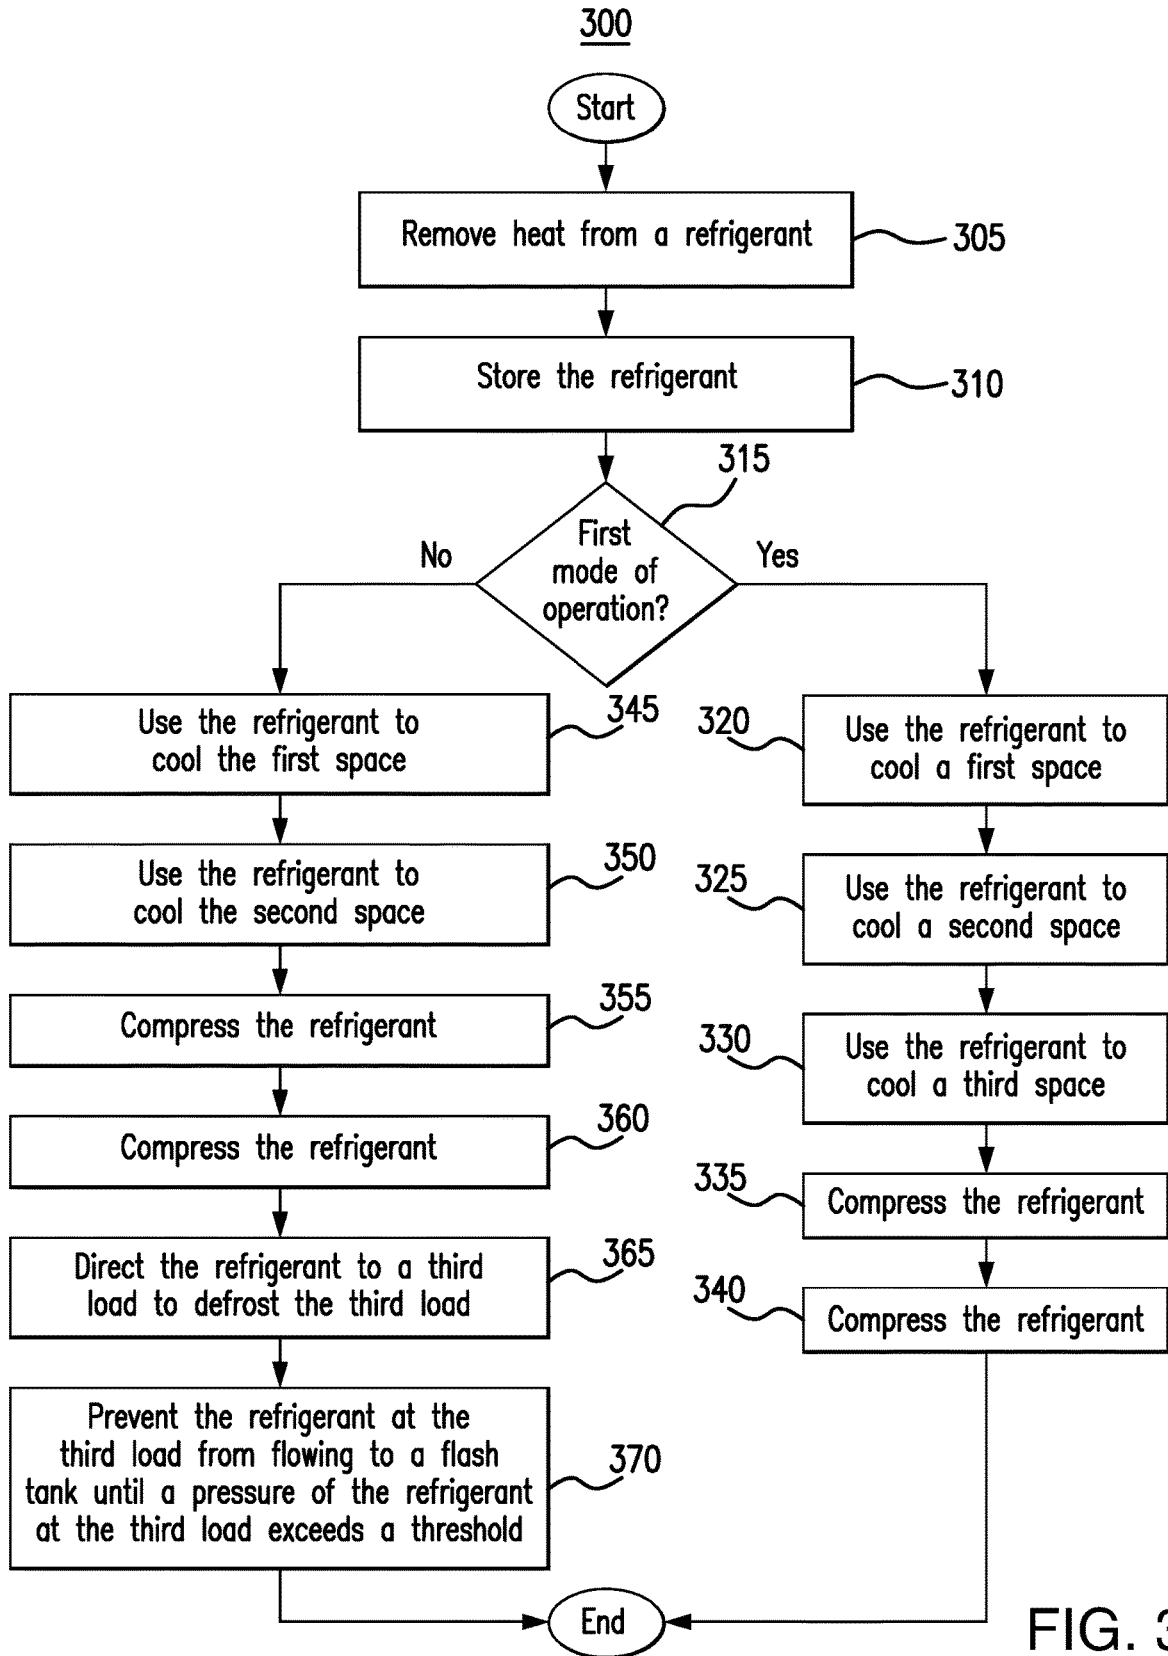 300
Start
Remove heat from a refrigerant
305
Store the refrigerant
310
315
First
mode of
operation?
No
Yes
Use the refrigerant to
cool the first space
345
Use the refrigerant to
cool the second space
350
Compress the refrigerant
355
Compress the refrigerant
360
Direct the refrigerant to a third
load to defrost the third load
365
Prevent the refrigerant at the
third load from flowing to a flash
tank until a pressure of the refrigerant
at the third load exceeds a threshold
370
320
Use the refrigerant to
cool a first space
325
Use the refrigerant to
cool a second space
330
Use the refrigerant to
cool a third space
335
Compress the refrigerant
340
Compress the refrigerant
End
FIG. 3